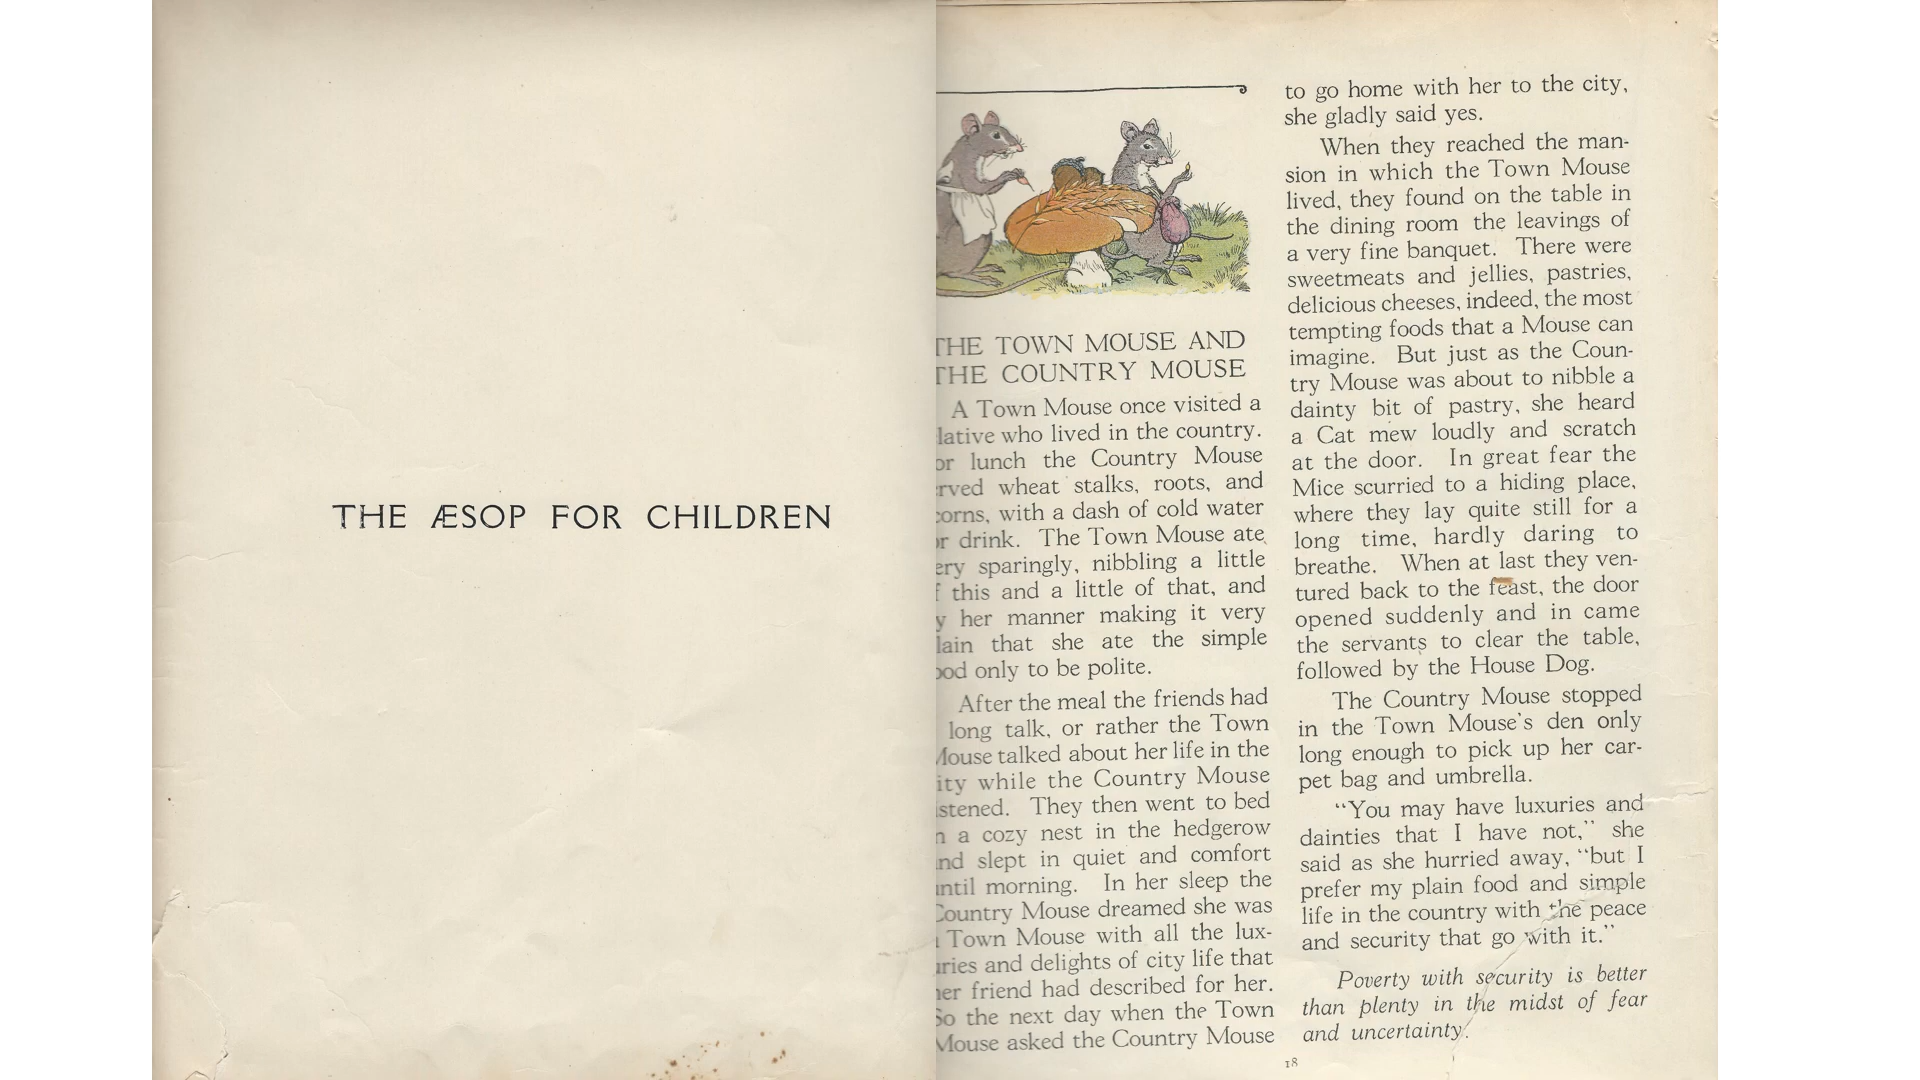 THE ÆSOP FOR CHILDREN
THE TOWN MOUSE AND
THE COUNTRY MOUSE
A Town Mouse once visited a
lative who lived in the country.
or lunch the Country Mouse
rved wheat stalks, roots, and
corns, with a dash of cold water
or drink. The Town Mouse ate
ery sparingly, nibbling a little
f this and a little of that, and
y her manner making it very
lain that she ate the simple
ood only to be polite.
After the meal the friends had
long talk, or rather the Town
Mouse talked about her life in the
ity while the Country Mouse
istened. They then went to bed
n a cozy nest in the hedgerow
nd slept in quiet and comfort
until morning. In her sleep the
Country Mouse dreamed she was
a Town Mouse with all the lux-
uries and delights of city life that
her friend had described for her.
So the next day when the Town
Mouse asked the Country Mouse
to go home with her to the city,
she gladly said yes.
When they reached the man-
sion in which the Town Mouse
lived, they found on the table in
the dining room the leavings of
a very fine banquet. There were
sweetmeats and jellies, pastries,
delicious cheeses, indeed, the most
tempting foods that a Mouse can
imagine. But just as the Coun-
try Mouse was about to nibble a
dainty bit of pastry, she heard
a Cat mew loudly and scratch
at the door. In great fear the
Mice scurried to a hiding place,
where they lay quite still for a
long time, hardly daring to
breathe. When at last they ven-
tured back to the feast, the door
opened suddenly and in came
the servants to clear the table,
followed by the House Dog.
The Country Mouse stopped
in the Town Mouse's den only
long enough to pick up her car-
pet bag and umbrella.
"You may have luxuries and
dainties that I have not," she
said as she hurried away, "but I
prefer my plain food and simple
life in the country with the peace
and security that go with it."
Poverty with security is better
than plenty in the midst of fear
and uncertainty.
18